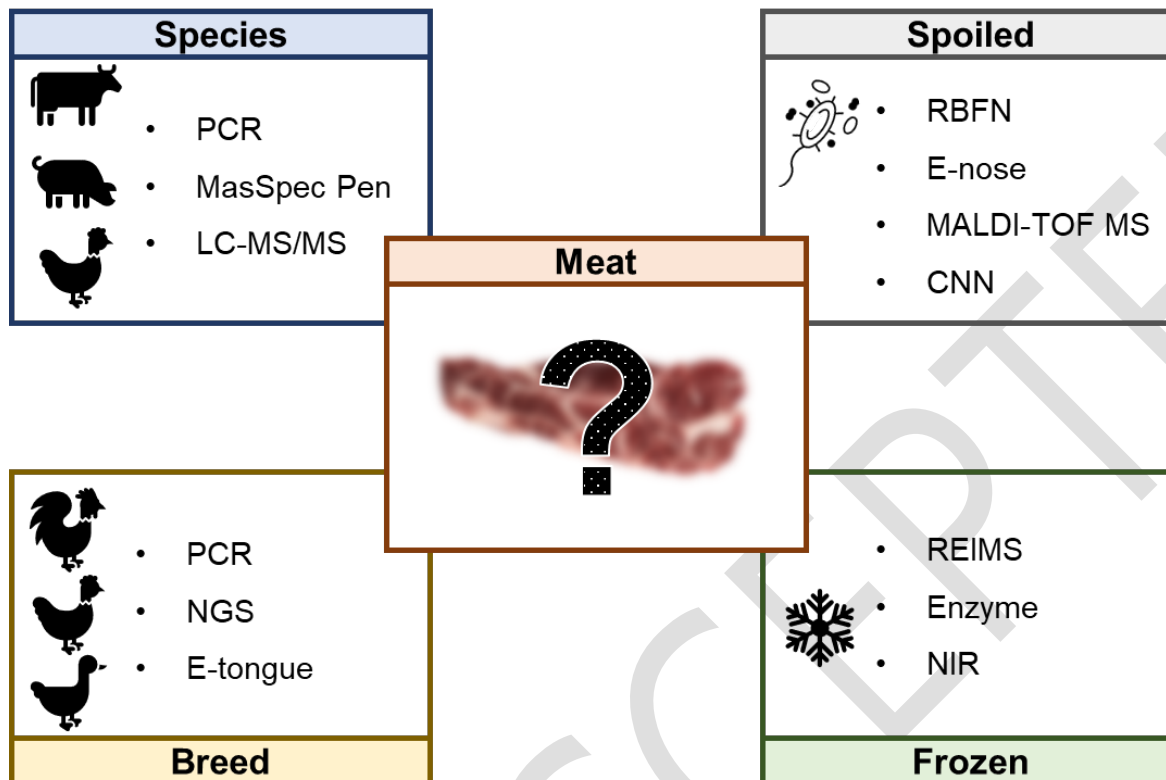 Species
• PCR
• MasSpec Pen
• LC-MS/MS
Spoiled
• RBFN
• E-nose
• MALDI-TOF MS
• CNN
Meat
?
• PCR
• NGS
• E-tongue
Breed
• REIMS
• Enzyme
• NIR
Frozen